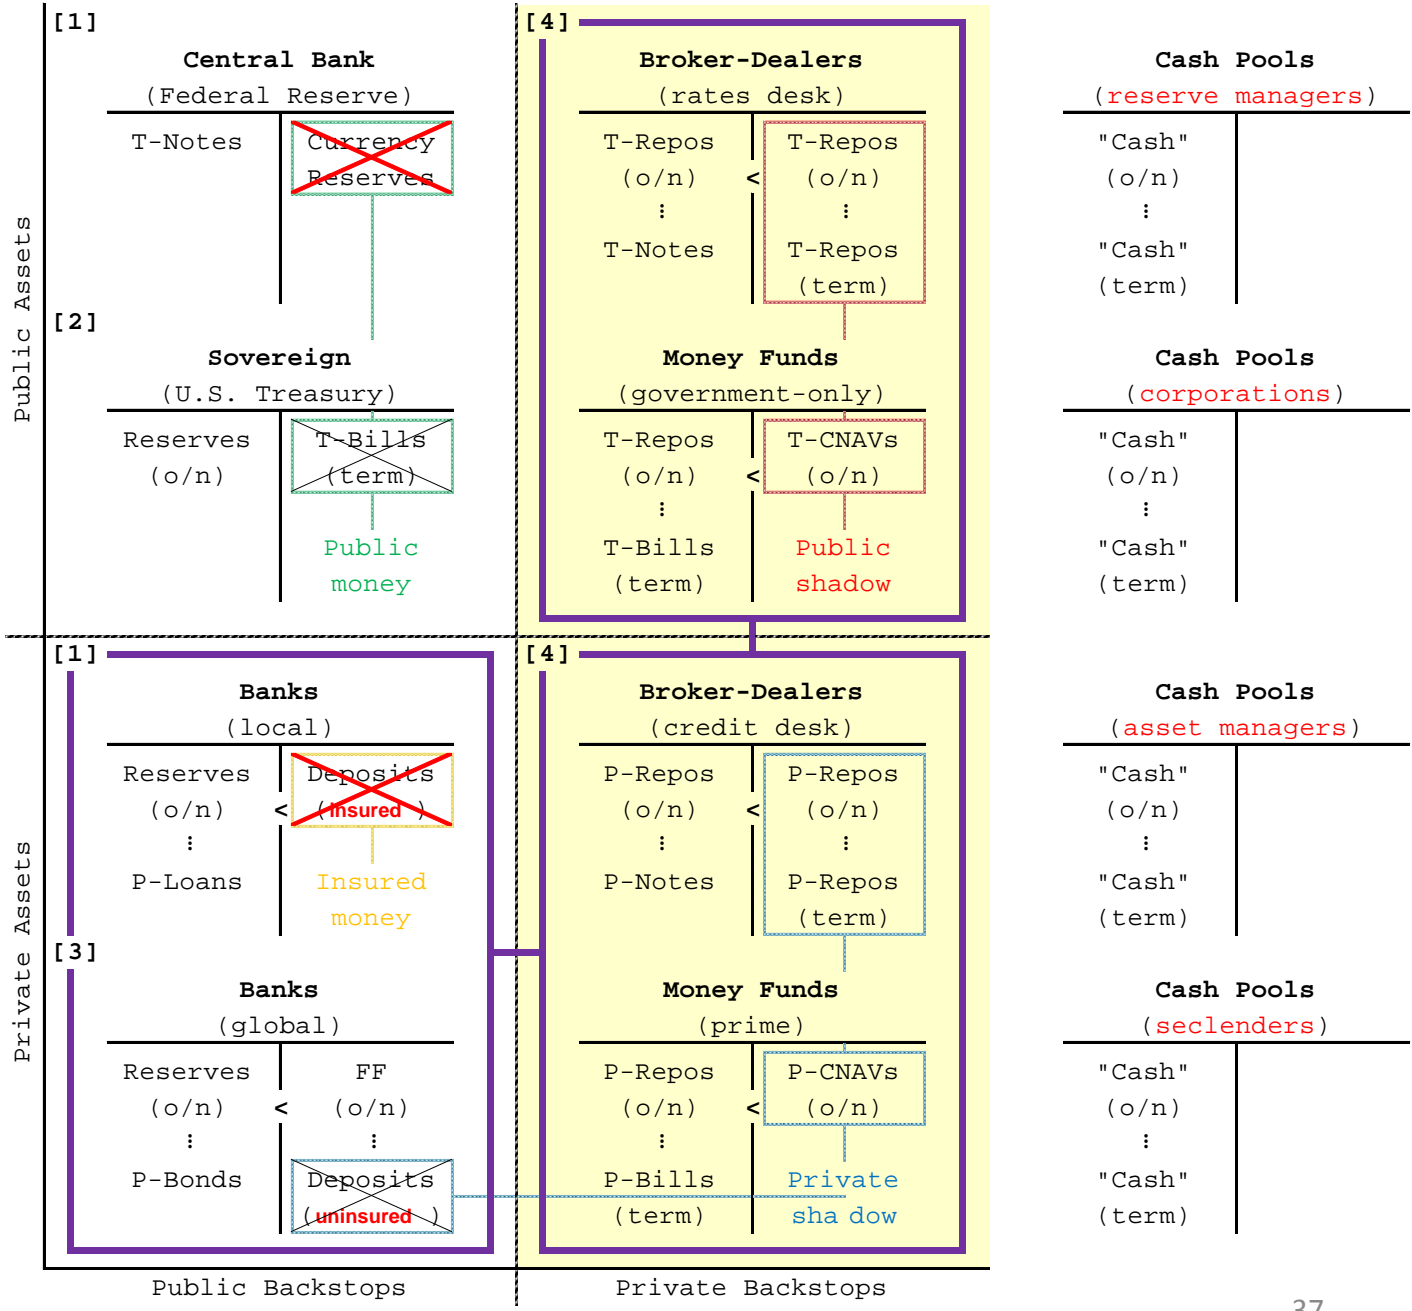 [1]
Central Bank
(Federal Reserve)
T-Notes
Currency
Reserves
[2]
Sovereign
(U.S. Treasury)
Reserves
(o/n)
T-Bills
(term)
Public
money
[4]
Broker-Dealers
(rates desk)
T-Repos
(o/n)
⋮
T-Notes
<
T-Repos
(o/n)
⋮
T-Repos
(term)
Money Funds
(government-only)
T-Repos
(o/n)
⋮
T-Bills
(term)
<
T-CNAVs
(o/n)
Public
shadow
Cash Pools
(reserve managers)
"Cash"
(o/n)
⋮
"Cash"
(term)
Cash Pools
(corporations)
"Cash"
(o/n)
⋮
"Cash"
(term)
Public Assets
[1]
Banks
(local)
Reserves
(o/n)
⋮
P-Loans
<
Deposits
(insured )
Insured
money
[3]
Banks
(global)
Reserves
(o/n)
⋮
P-Bonds
<
FF
(o/n)
⋮
Deposits
(uninsured )
[4]
Broker-Dealers
(credit desk)
P-Repos
(o/n)
⋮
P-Notes
<
P-Repos
(o/n)
⋮
P-Repos
(term)
Money Funds
(prime)
P-Repos
(o/n)
⋮
P-Bills
(term)
<
P-CNAVs
(o/n)
Private
sha dow
Cash Pools
(asset managers)
"Cash"
(o/n)
⋮
"Cash"
(term)
Cash Pools
(seclenders)
"Cash"
(o/n)
⋮
"Cash"
(term)
Private Assets
Public Backstops
Private Backstops
37